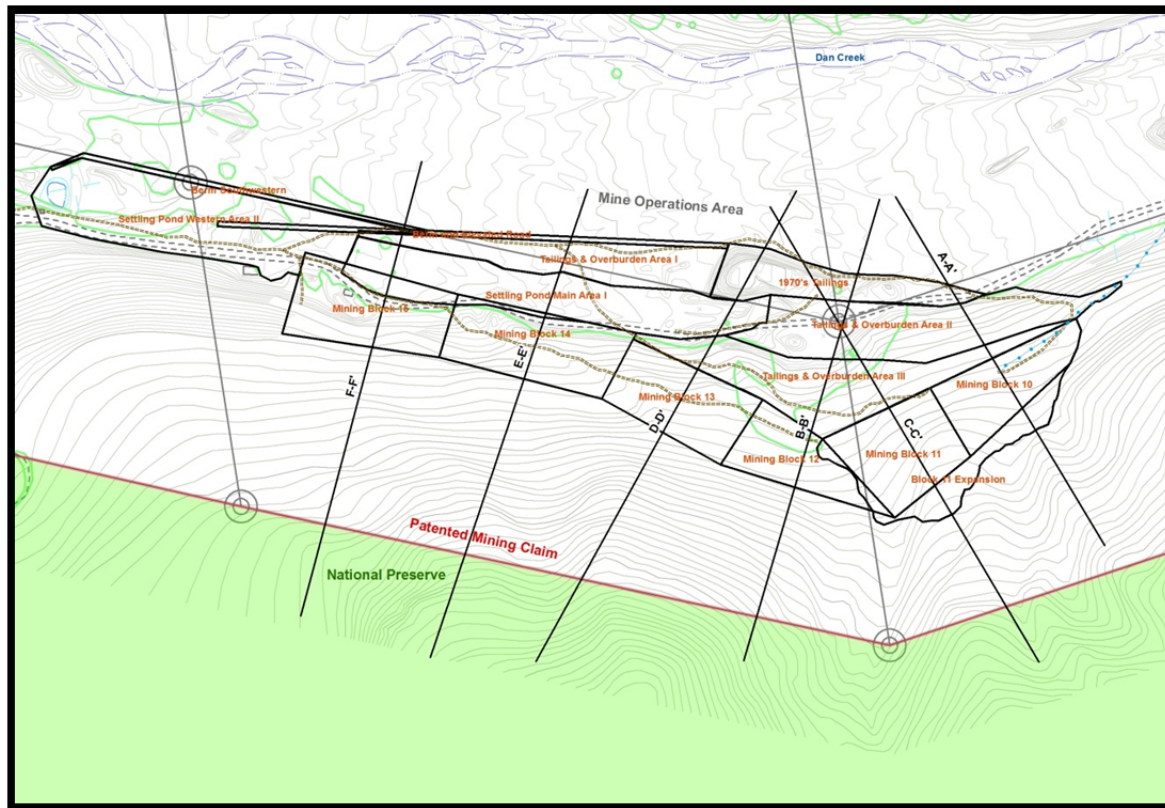 Dan Creek
Berm Southwestern
Mine Operations Area
Settling Pond Western Area II
Tailings & Overburden Area I
A-A'
1970's Tailings
Settling Pond Main Area I
Mining Block 15
Tailings & Overburden Area II
Mining Block 14
E-E'
Tailings & Overburden Area III
F-F'
Mining Block 10
Mining Block 13
D-D'
B-B'
C-C'
Mining Block 12
Mining Block 11
Block 11 Expansion
Patented Mining Claim
National Preserve